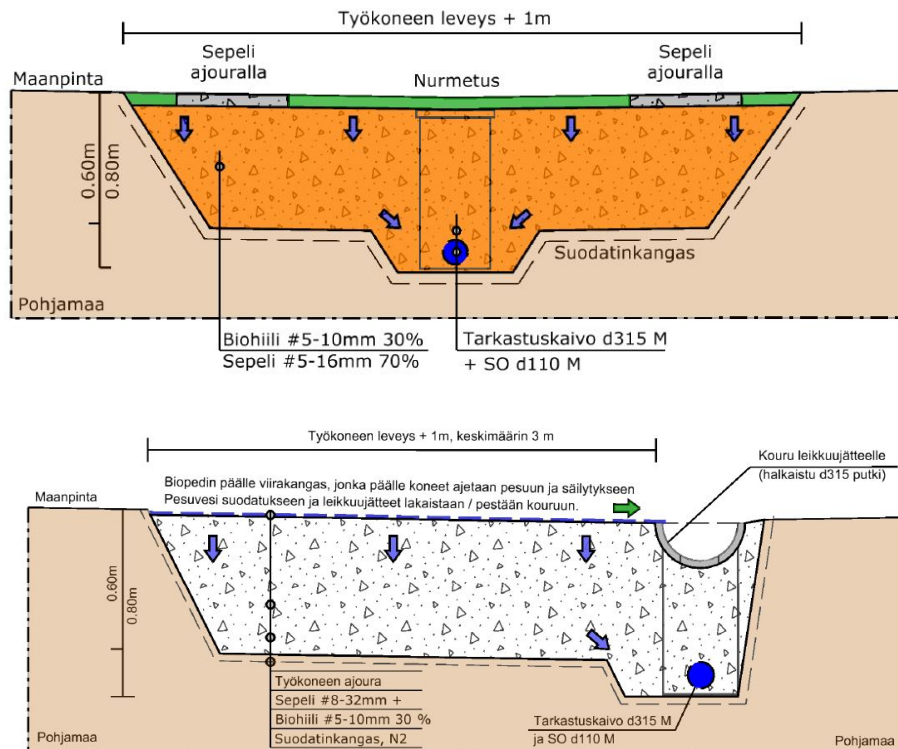 Työkoneen leveys + 1m
Sepeli
ajouralla
Nurmetus
Sepeli
ajouralla
Maanpinta
0.60m
0.80m
Suodatinkangas
Pohjamaa
Biohiili #5-10mm 30%
Sepeli #5-16mm 70%
Tarkastuskaivo d315 M
+ SO d110 M
Työkoneen leveys + 1m, keskimäärin 3 m
Kouru leikkuujätteelle
(halkaistu d315 putki)
Biopedin päälle viirakangas, jonka päälle koneet ajetaan pesuun ja säilytykseen
Pesuvesi suodatukseen ja leikkuujätteet lakaistaan / pestään kouruun.
Maanpinta
0.60m
0.80m
Työkoneen ajoura
Sepeli #8-32mm +
Biohiili #5-10mm 30 %
Suodatinkangas, N2
Tarkastuskaivo d315 M
ja SO d110 M
Pohjamaa
Pohjamaa